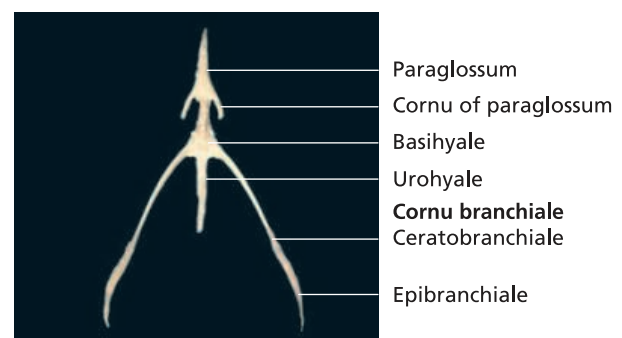 Paraglossum
Cornu of paraglossum
Basihyale
Urohyale
Cornu branchiale
Ceratobranchiale
Epibranchiale